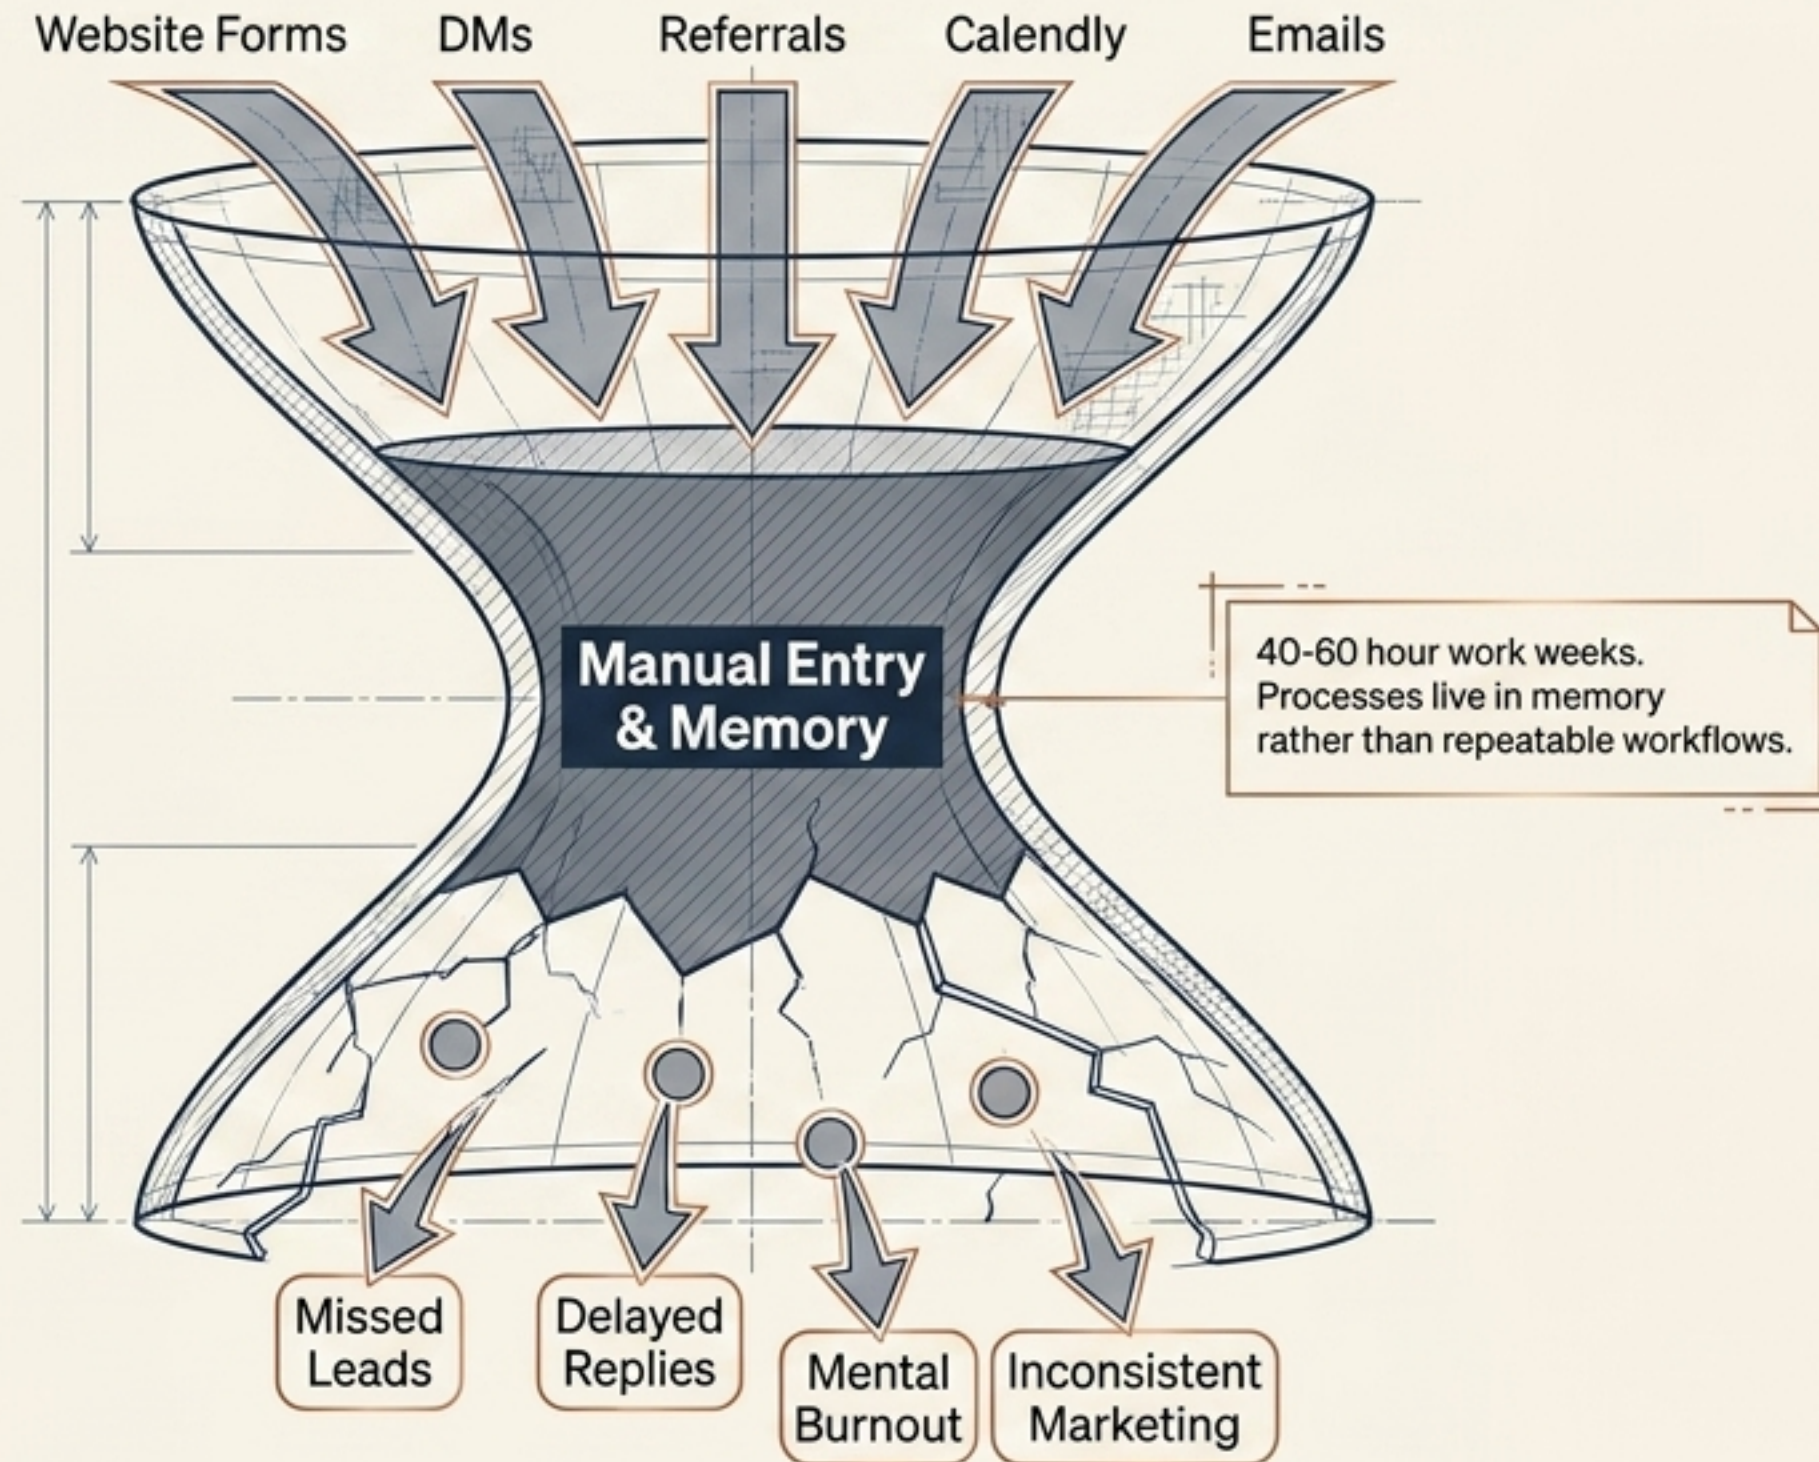 Website Forms
DMs
Referrals
Calendly
Emails
Manual Entry
& Memory
40-60 hour work weeks.
Processes live in memory
rather than repeatable workflows.
Missed
Leads
Delayed
Replies
Mental
Burnout
Inconsistent
Marketing